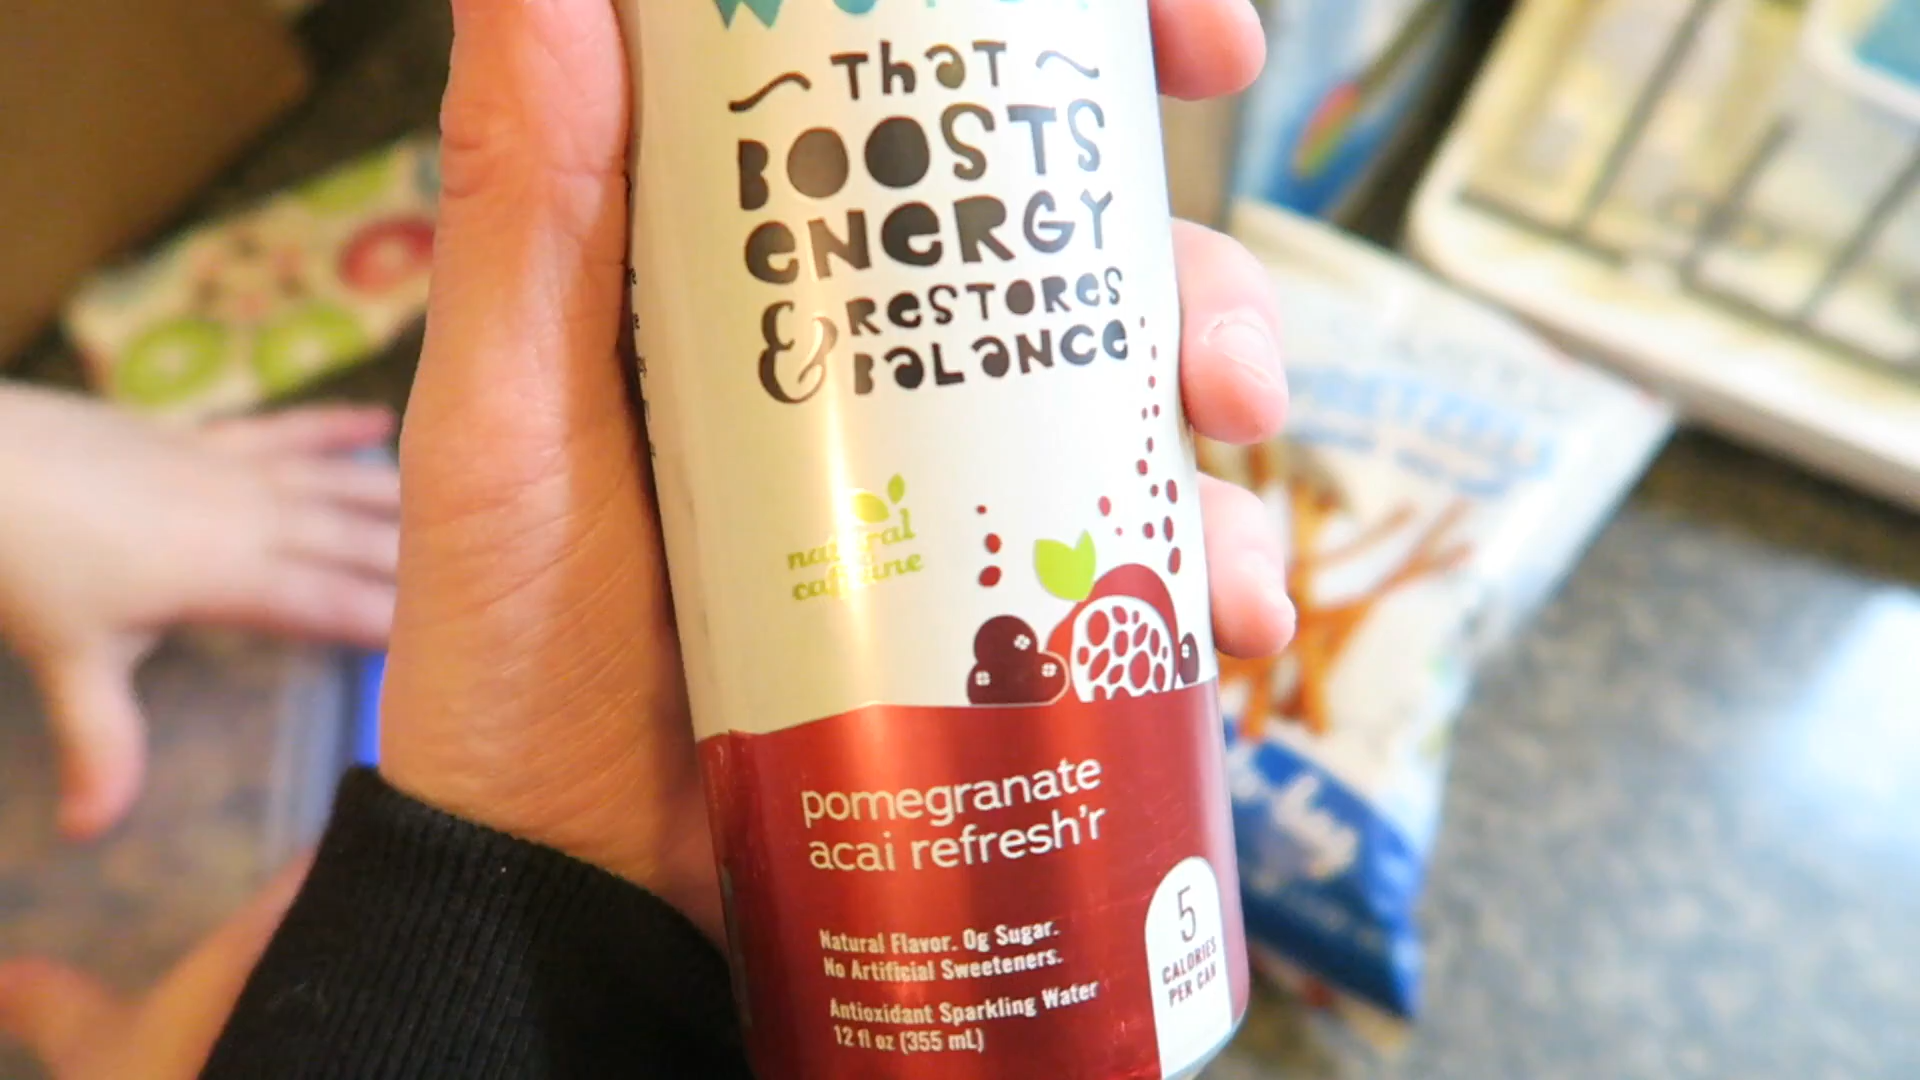 That
BOOSTS
ENERGY
& RESTORES
BALANCE
natural
caffeine
pomegranate
acai refresh'r
Natural Flavor. 0g Sugar.
No Artificial Sweeteners.
Antioxidant Sparkling Water
12 fl oz (355 mL)
5
CALORIES
PER CAN